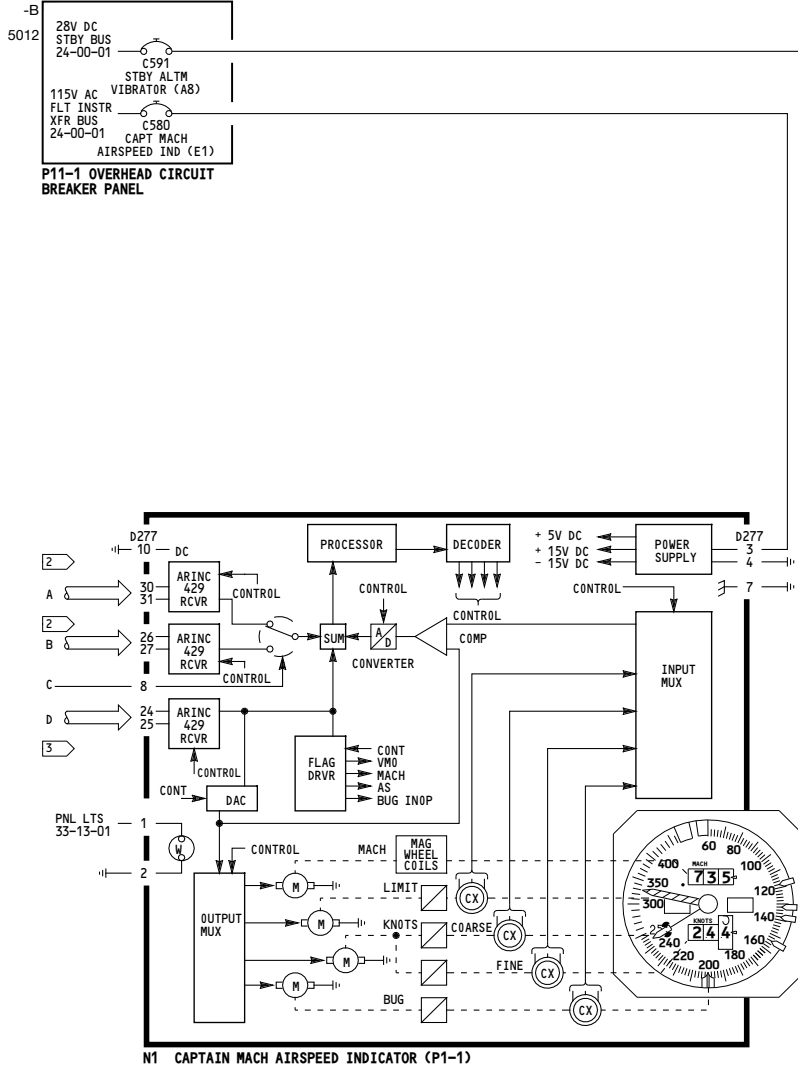 -B
5012
28V DC
STBY BUS
24-00-01
C591
STBY ALTM
VIBRATOR (A8)
115V AC
FLT INSTR
XFR BUS
24-00-01
C580
CAPT MACH
AIRSPEED IND (E1)
P11-1 OVERHEAD CIRCUIT
BREAKER PANEL
D277
10 DC
2
A
30
31
ARINC
429
RCVR
CONTROL
2
B
26
27
ARINC
429
RCVR
CONTROL
C 8
D
24
25
ARINC
429
RCVR
CONTROL
3
PROCESSOR
DECODER
CONTROL
SUM
A
D
CONVERTER
CONTROL
COMP
+ 5V DC
+ 15V DC
- 15V DC
POWER
SUPPLY
D277
3
4
7
CONTROL
INPUT
MUX
FLAG
DRVR
CONT
VMO
MACH
AS
BUG INOP
CONT
DAC
PNL LTS
33-13-01
1
W
2
CONTROL
OUTPUT
MUX
M
M
M
M
MACH
MAG
WHEEL
COILS
LIMIT
CX
KNOTS
COARSE
CX
FINE
CX
BUG
CX
60
80
100
120
140
160
180
200
220
240
25
300
350
400
MACH
735
KNOTS
244
N1 CAPTAIN MACH AIRSPEED INDICATOR (P1-1)